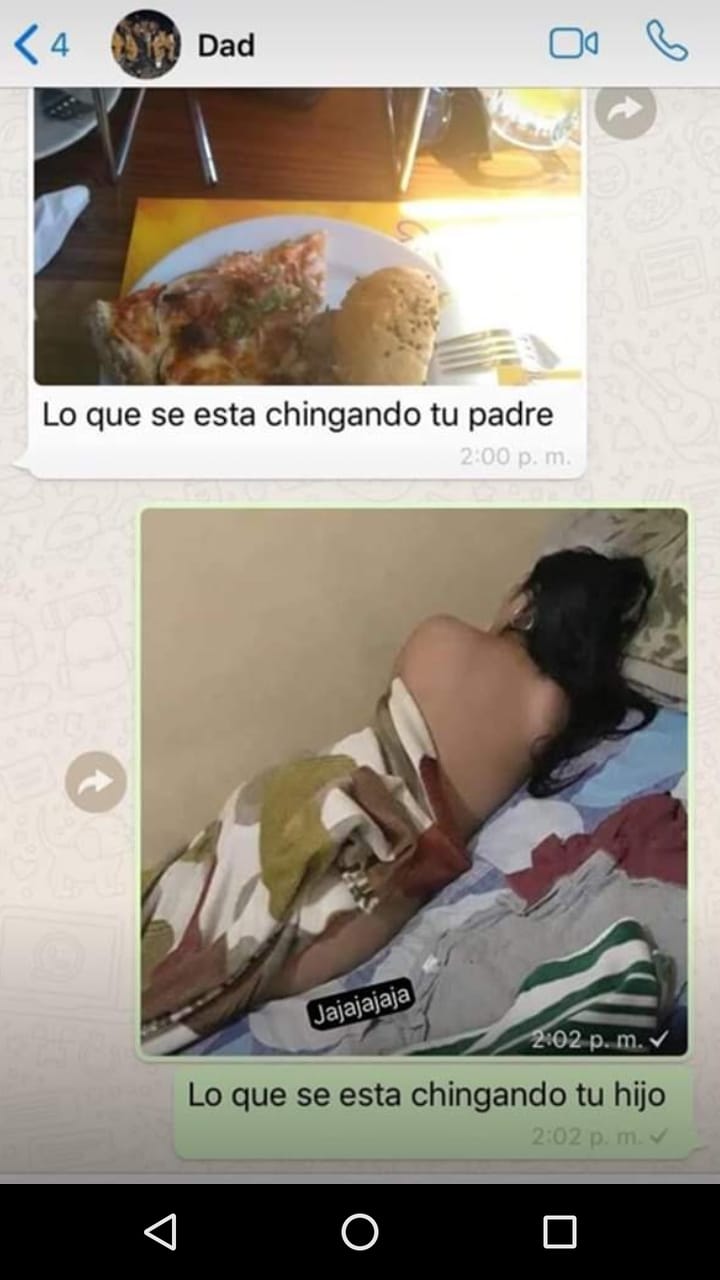 4 Dad
Lo que se esta chingando tu padre
2:00 p. m.
Jajajajaja
2:02 p. m.
Lo que se esta chingando tu hijo
2:02 p. m.